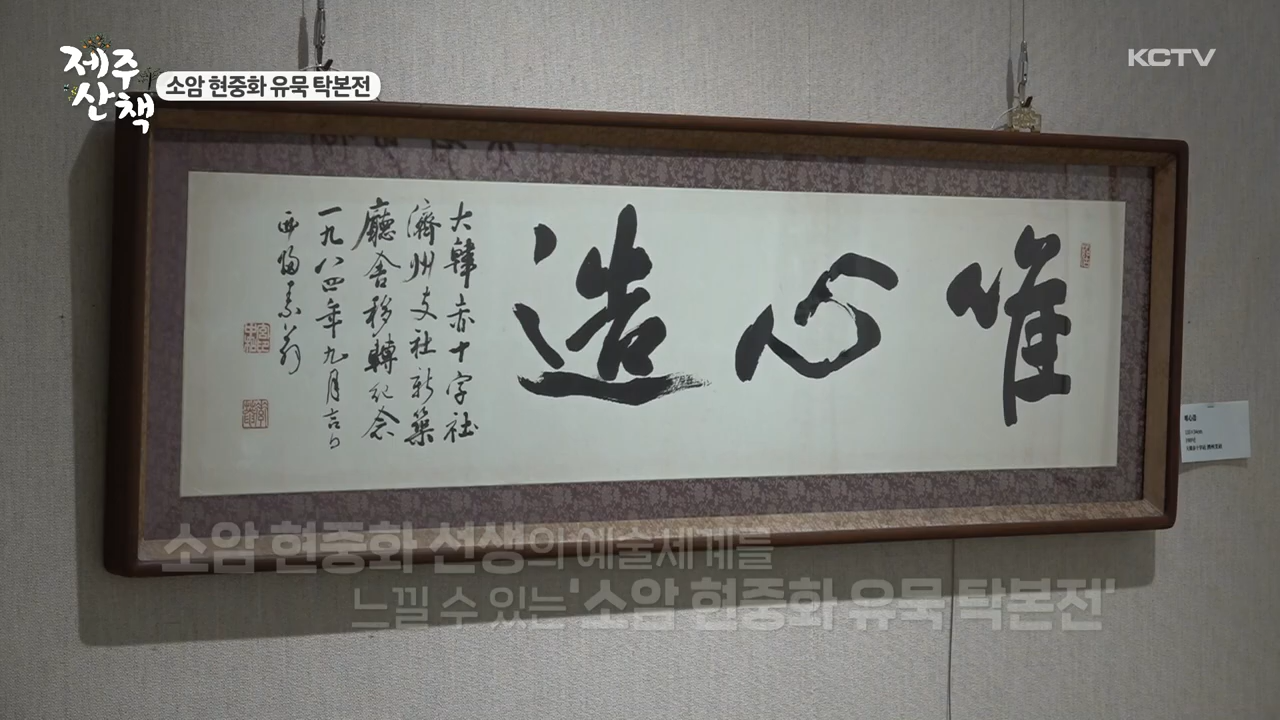 제주
산책
소암 현중화 유묵 탁본전
KCTV
唯心造
大韓赤十字社
濟州支社新築
廳舍移轉紀念
一九八四年九月吉日
西歸素翁
唯心造
소암 현중화 선생의 예술세계를
느낄 수 있는 '소암 현중화 유묵 탁본전'